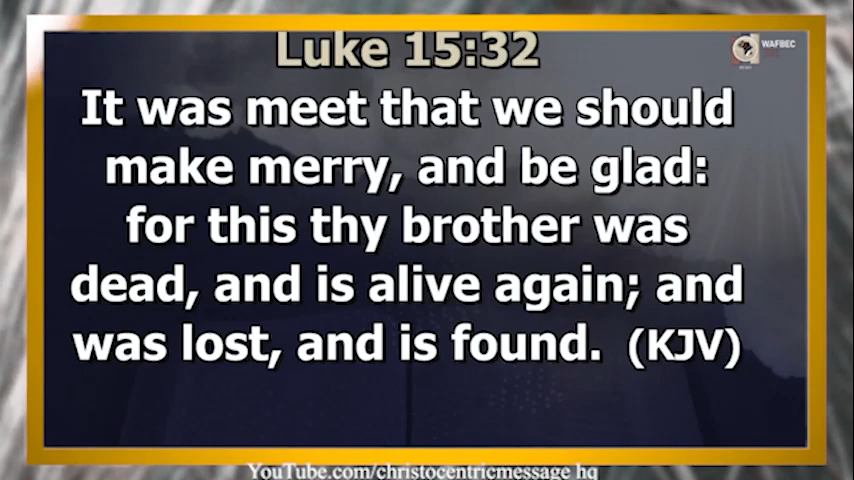 Luke 15:32
WAFBEC
It was meet that we should
make merry, and be glad:
for this thy brother was
dead, and is alive again; and
was lost, and is found. (KJV)
YouTube.com/christocentricmessage hq